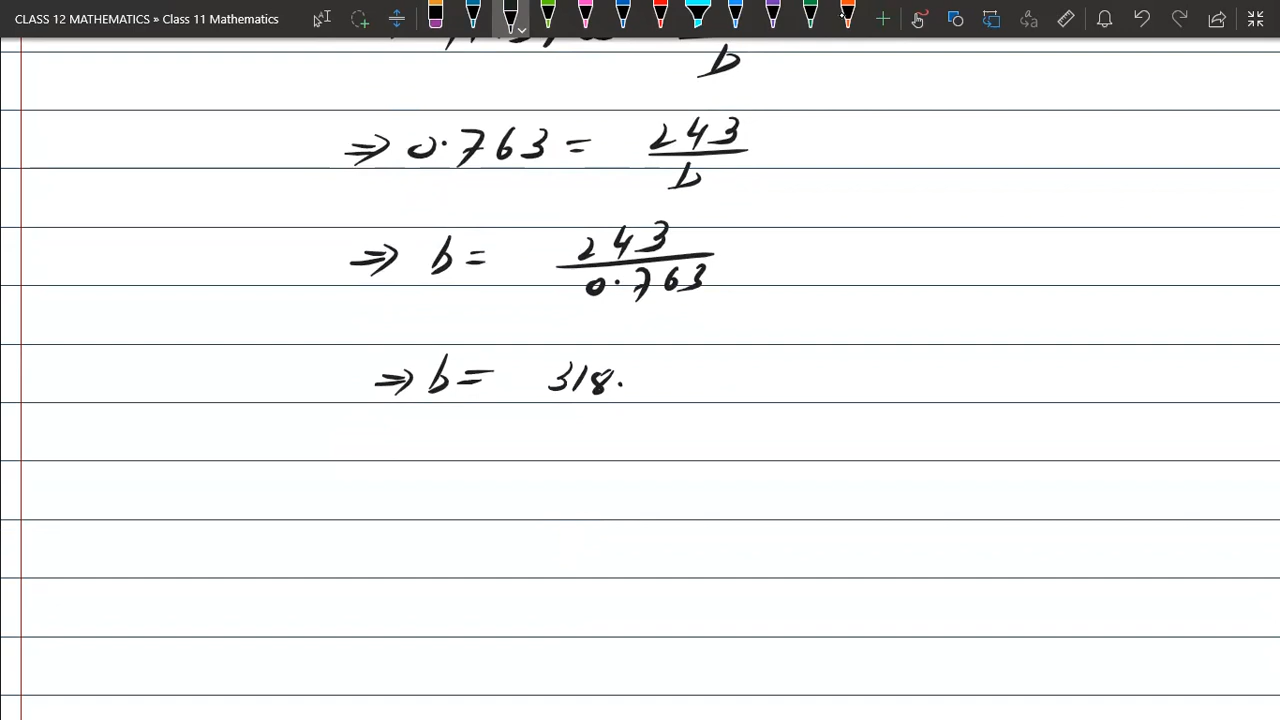 CLASS 12 MATHEMATICS » Class 11 Mathematics
b
⇒ 0.763 = 243
b
⇒ b = 243
0.763
⇒ b = 318.